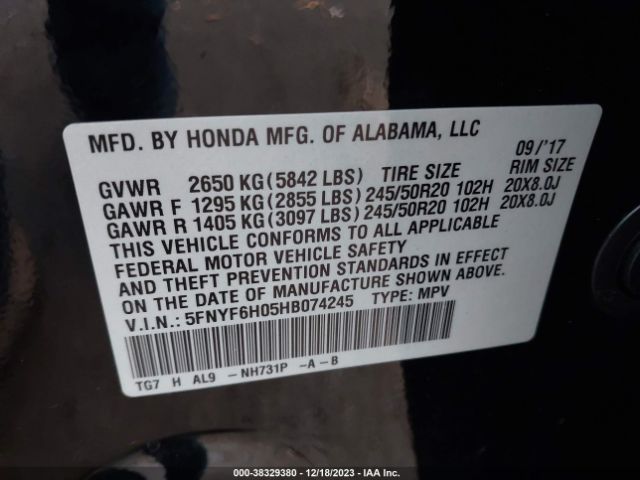 MFD. BY HONDA MFG. OF ALABAMA, LLC 09/'17
GVWR 2650 KG(5842 LBS) TIRE SIZE RIM SIZE
GAWR F 1295 KG(2855 LBS)245/50R20 102H 20X8.0J
GAWR R 1405 KG(3097 LBS)245/50R20 102H 20X8.0J
THIS VEHICLE CONFORMS TO ALL APPLICABLE
FEDERAL MOTOR VEHICLE SAFETY
AND THEFT PREVENTION STANDARDS IN EFFECT
ON THE DATE OF MANUFACTURE SHOWN ABOVE.
V.I.N.: 5FNYF6H05HB074245 TYPE: MPV
TG7 H AL9 -NH731P -A-B
000-38329380 - 12/18/2023 - IAA Inc.